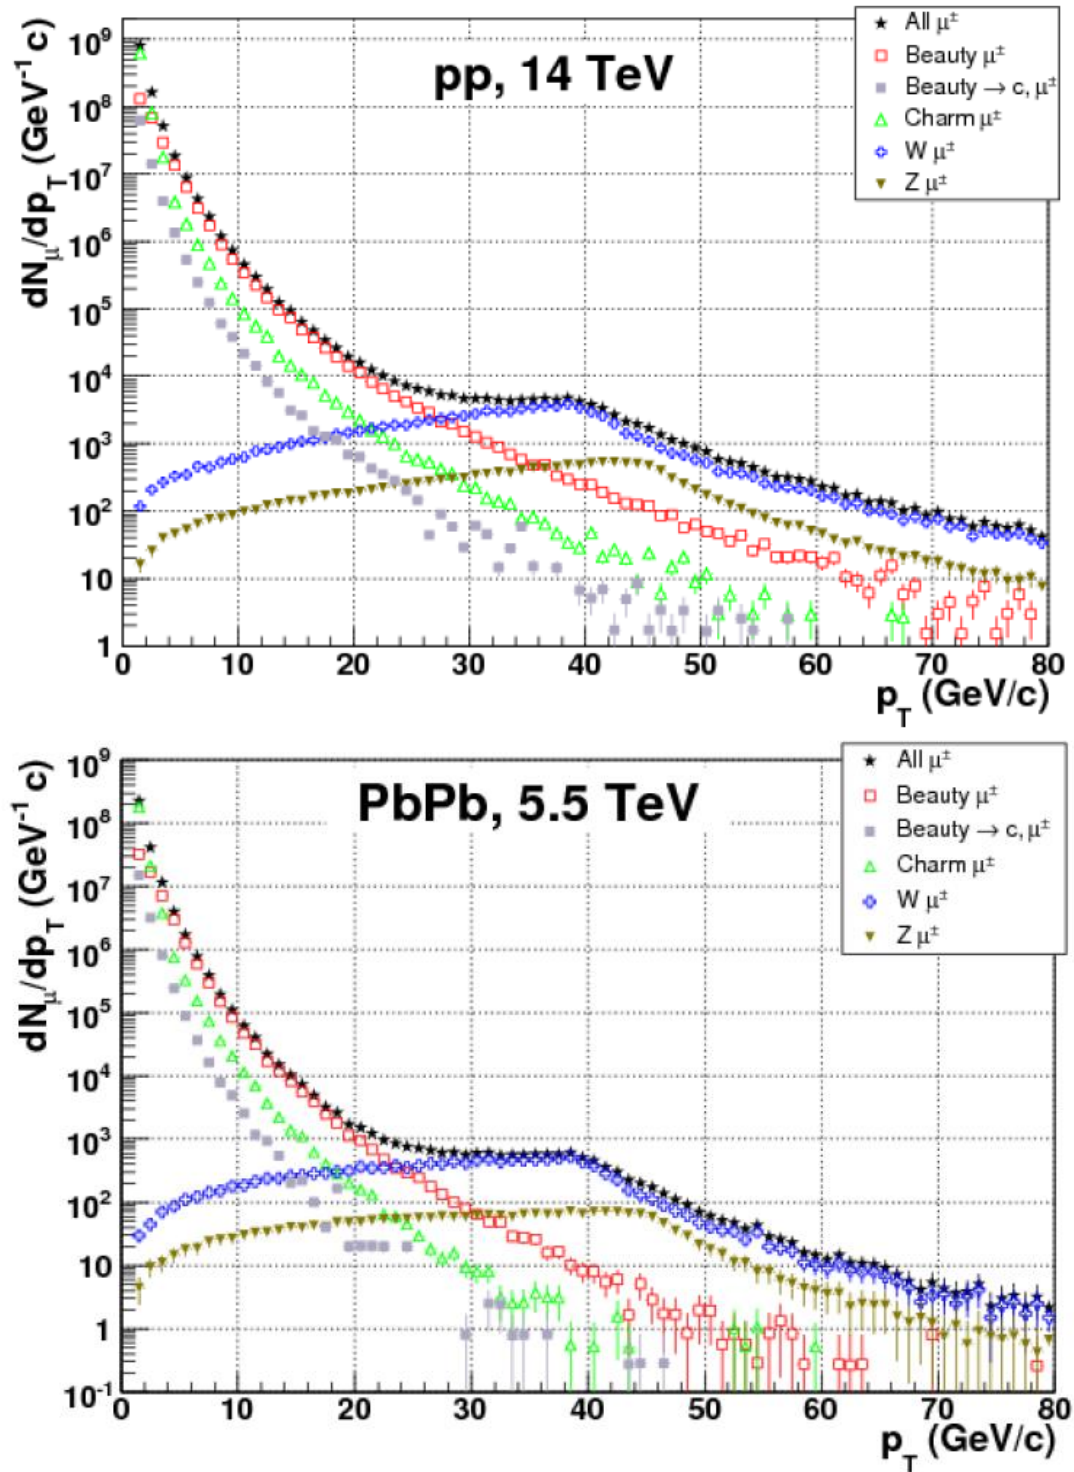 pp, 14 TeV
All μ±
Beauty μ±
Beauty → c, μ±
Charm μ±
W μ±
Z μ±
dNμ/dpT (GeV⁻¹ c)
10⁹
10⁸
10⁷
10⁶
10⁵
10⁴
10³
10²
10
1
0 10 20 30 40 50 60 70 80
pT (GeV/c)
PbPb, 5.5 TeV
All μ±
Beauty μ±
Beauty → c, μ±
Charm μ±
W μ±
Z μ±
dNμ/dpT (GeV⁻¹ c)
10⁹
10⁸
10⁷
10⁶
10⁵
10⁴
10³
10²
10
1
10⁻¹
0 10 20 30 40 50 60 70 80
pT (GeV/c)